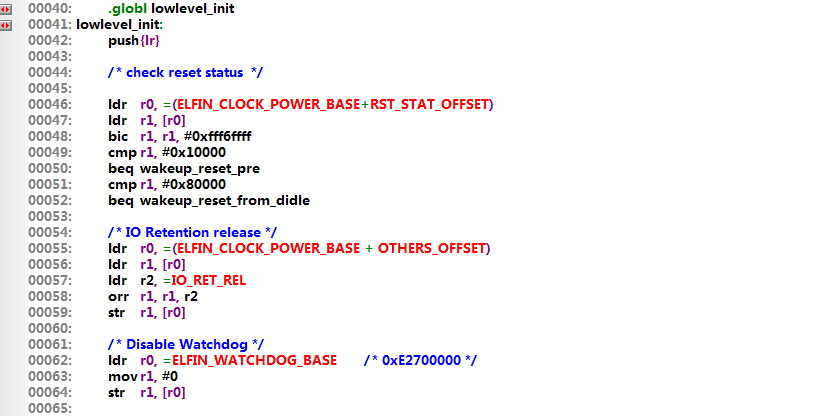 00040: .globl lowlevel_init
00041: lowlevel_init:
00042: push{lr}
00043:
00044: /* check reset status */
00045:
00046: ldr r0, =(ELFIN_CLOCK_POWER_BASE+RST_STAT_OFFSET)
00047: ldr r1, [r0]
00048: bic r1, r1, #0xfff6ffff
00049: cmp r1, #0x10000
00050: beq wakeup_reset_pre
00051: cmp r1, #0x80000
00052: beq wakeup_reset_from_didle
00053:
00054: /* IO Retention release */
00055: ldr r0, =(ELFIN_CLOCK_POWER_BASE + OTHERS_OFFSET)
00056: ldr r1, [r0]
00057: ldr r2, =IO_RET_REL
00058: orr r1, r1, r2
00059: str r1, [r0]
00060:
00061: /* Disable Watchdog */
00062: ldr r0, =ELFIN_WATCHDOG_BASE /* 0xE2700000 */
00063: mov r1, #0
00064: str r1, [r0]
00065: